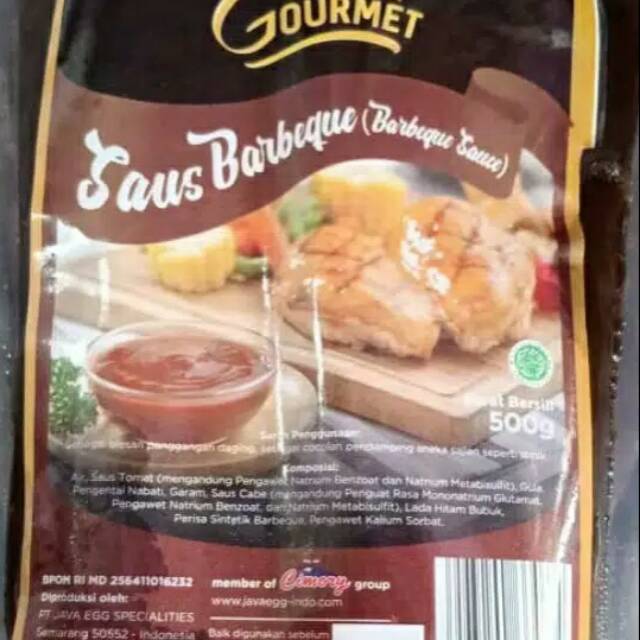 GOURMET
Saus Barbeque (Barbeque Sauce)
Berat Bersih
500g
Saran Penggunaan:
daging,
Komposisi:
Air, Saus Tomat (mengandung Pengawet Natrium Benzoat dan Natrium Metabisulfit), Gula,
Pengental Nabati, Garam, Saus Cabe (mengandung Penguat Rasa Mononatrium Glutamat,
Pengawet Natrium Benzoat, dan Natrium Metabisulfit), Lada Hitam Bubuk,
Perisa Sintetik Barbeque, Pengawet Kalium Sorbat.
BPOM RI MD 256411016232
Diproduksi oleh:
PT JAVA EGG SPECIALITIES
Semarang 50552 - Indonesia
member of Cimory group
www.javaegg-indo.com
Baik digunakan sebelum